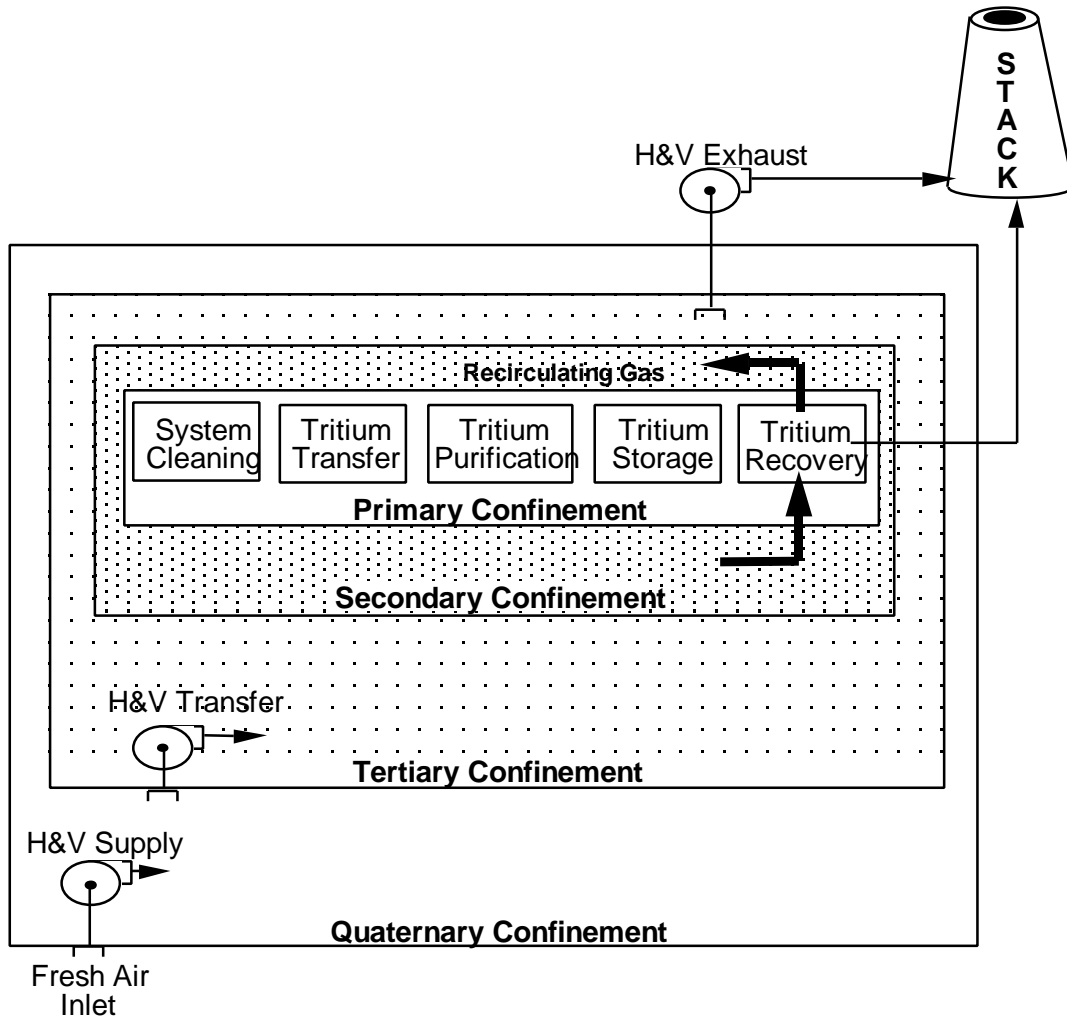 STACK
H&V Exhaust
Recirculating Gas
System
Cleaning
Tritium
Transfer
Tritium
Purification
Tritium
Storage
Tritium
Recovery
Primary Confinement
Secondary Confinement
H&V Transfer
Tertiary Confinement
H&V Supply
Quaternary Confinement
Fresh Air
Inlet